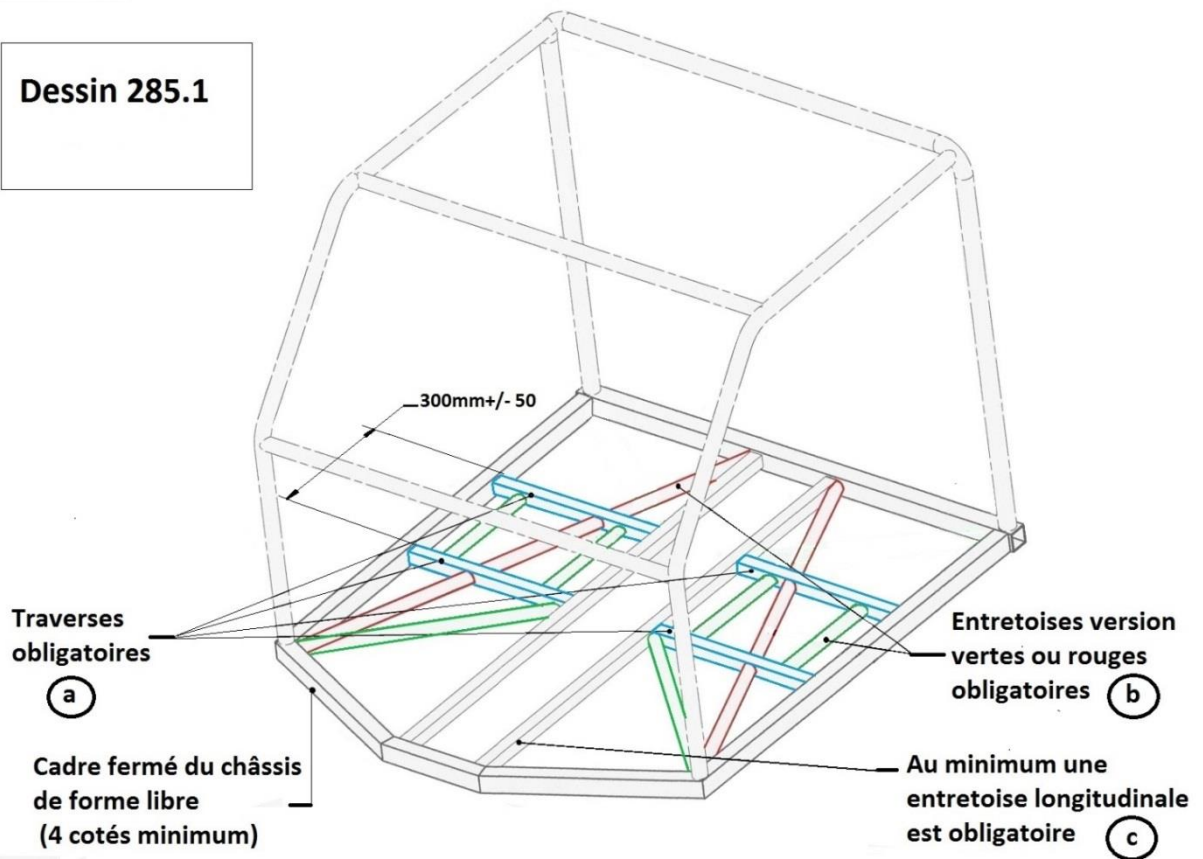 Dessin 285.1
300mm+/- 50
Traverses
obligatoires
a
Cadre fermé du châssis
de forme libre
(4 cotés minimum)
Entretoises version
vertes ou rouges
obligatoires b
Au minimum une
entretoise longitudinale
est obligatoire c